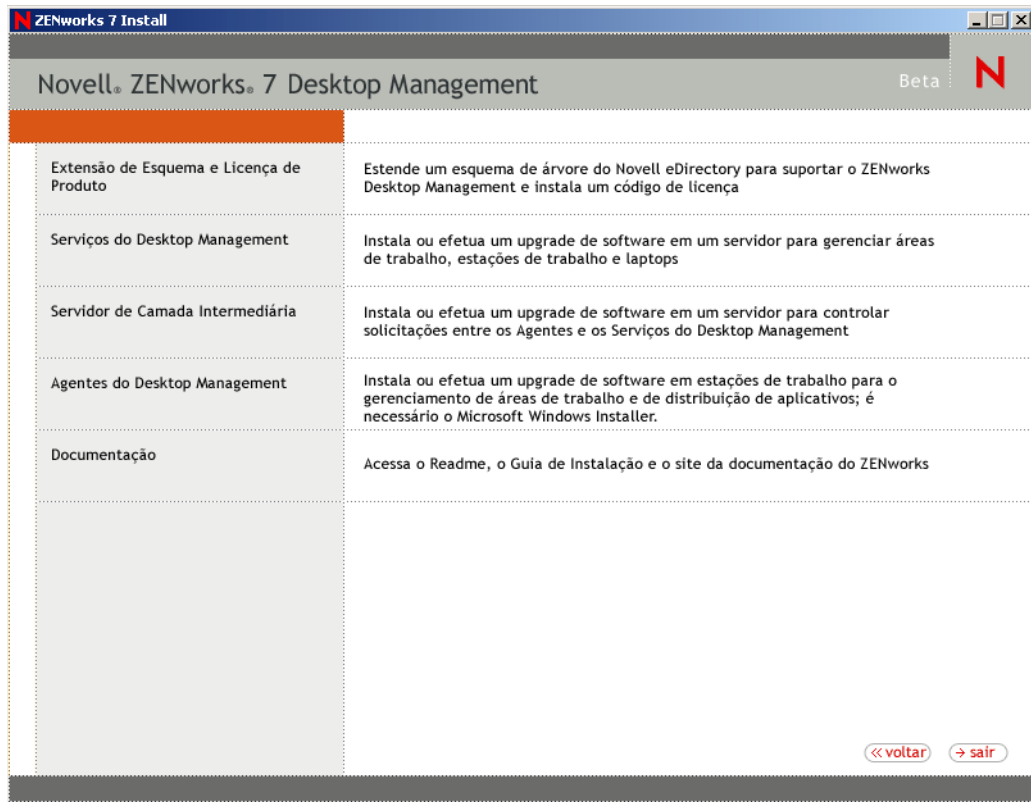 ZENworks 7 Install
Novell® ZENworks® 7 Desktop Management
Beta
N
Extensão de Esquema e Licença de
Produto
Estende um esquema de árvore do Novell eDirectory para suportar o ZENworks
Desktop Management e instala um código de licença
Serviços do Desktop Management
Instala ou efetua um upgrade de software em um servidor para gerenciar áreas
de trabalho, estações de trabalho e laptops
Servidor de Camada Intermediária
Instala ou efetua um upgrade de software em um servidor para controlar
solicitações entre os Agentes e os Serviços do Desktop Management
Agentes do Desktop Management
Instala ou efetua um upgrade de software em estações de trabalho para o
gerenciamento de áreas de trabalho e de distribuição de aplicativos; é
necessário o Microsoft Windows Installer.
Documentação
Acessa o Readme, o Guia de Instalação e o site da documentação do ZENworks
« voltar
→ sair